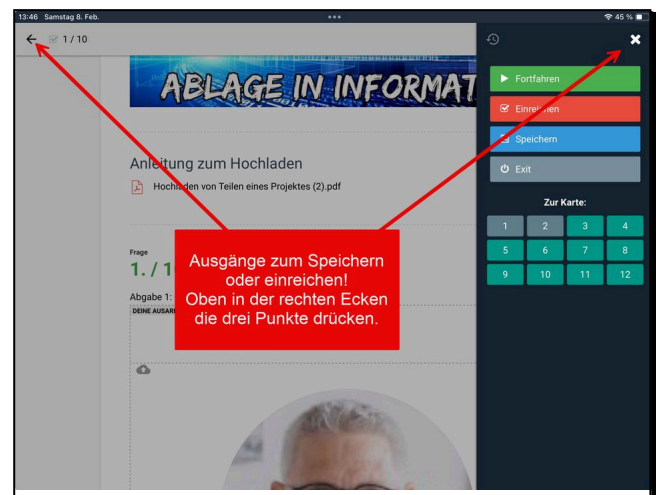 13:46 Samstag 8. Feb.
45 %
1 / 10
ABLAGE IN INFORMAT
Fortfahren
Einreichen
Speichern
Exit
Anleitung zum Hochladen
Hochladen von Teilen eines Projektes (2).pdf
Zur Karte:
1 2 3 4
5 6 7 8
9 10 11 12
Frage
1. / 1
Abgabe 1:
Ausgänge zum Speichern
oder einreichen!
Oben in der rechten Ecken
die drei Punkte drücken.